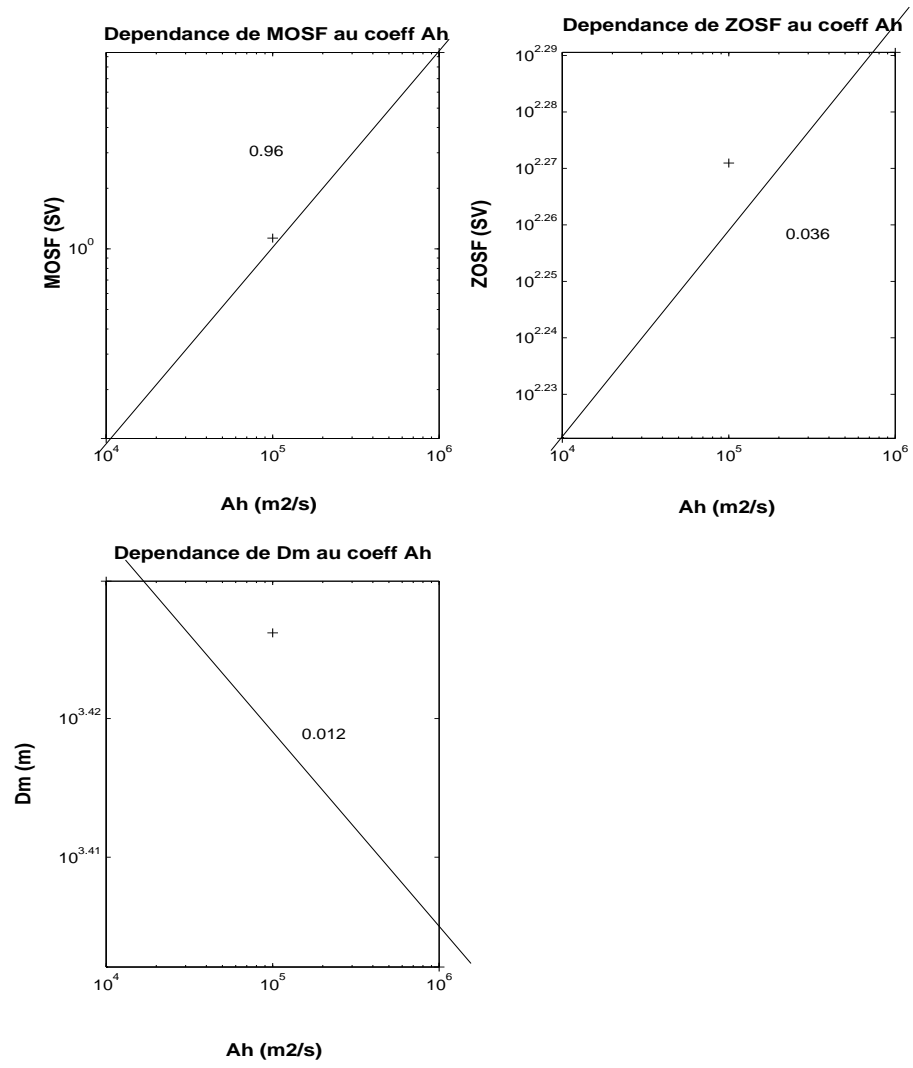 Dependance de MOSF au coeff Ah
MOSF (SV)
10^0
0.96
10^4 10^5 10^6
Ah (m2/s)
Dependance de ZOSF au coeff Ah
ZOSF (SV)
10^2.29
10^2.28
10^2.27
10^2.26
10^2.25
10^2.24
10^2.23
0.036
10^4 10^5 10^6
Ah (m2/s)
Dependance de Dm au coeff Ah
Dm (m)
10^3.42
10^3.41
0.012
10^4 10^5 10^6
Ah (m2/s)